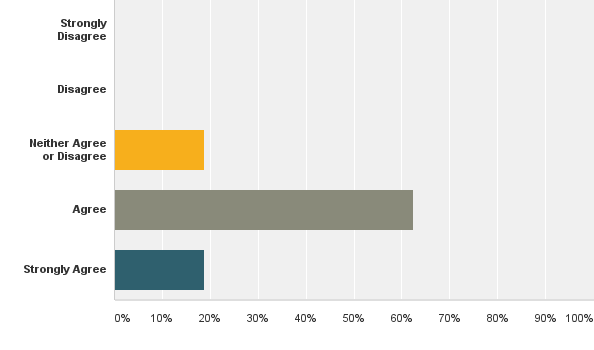 Strongly
Disagree
Disagree
Neither Agree
or Disagree
Agree
Strongly Agree
0% 10% 20% 30% 40% 50% 60% 70% 80% 90% 100%